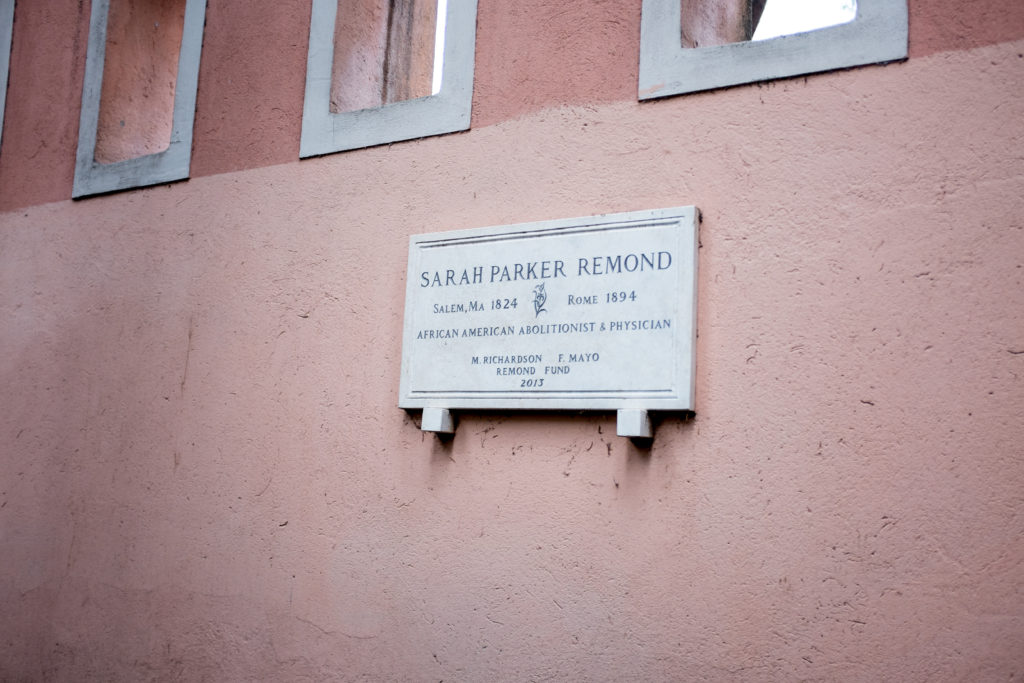 SARAH PARKER REMOND
SALEM, MA 1824 ROME 1894
AFRICAN AMERICAN ABOLITIONIST & PHYSICIAN
M. RICHARDSON F. MAYO
REMOND FUND
2013